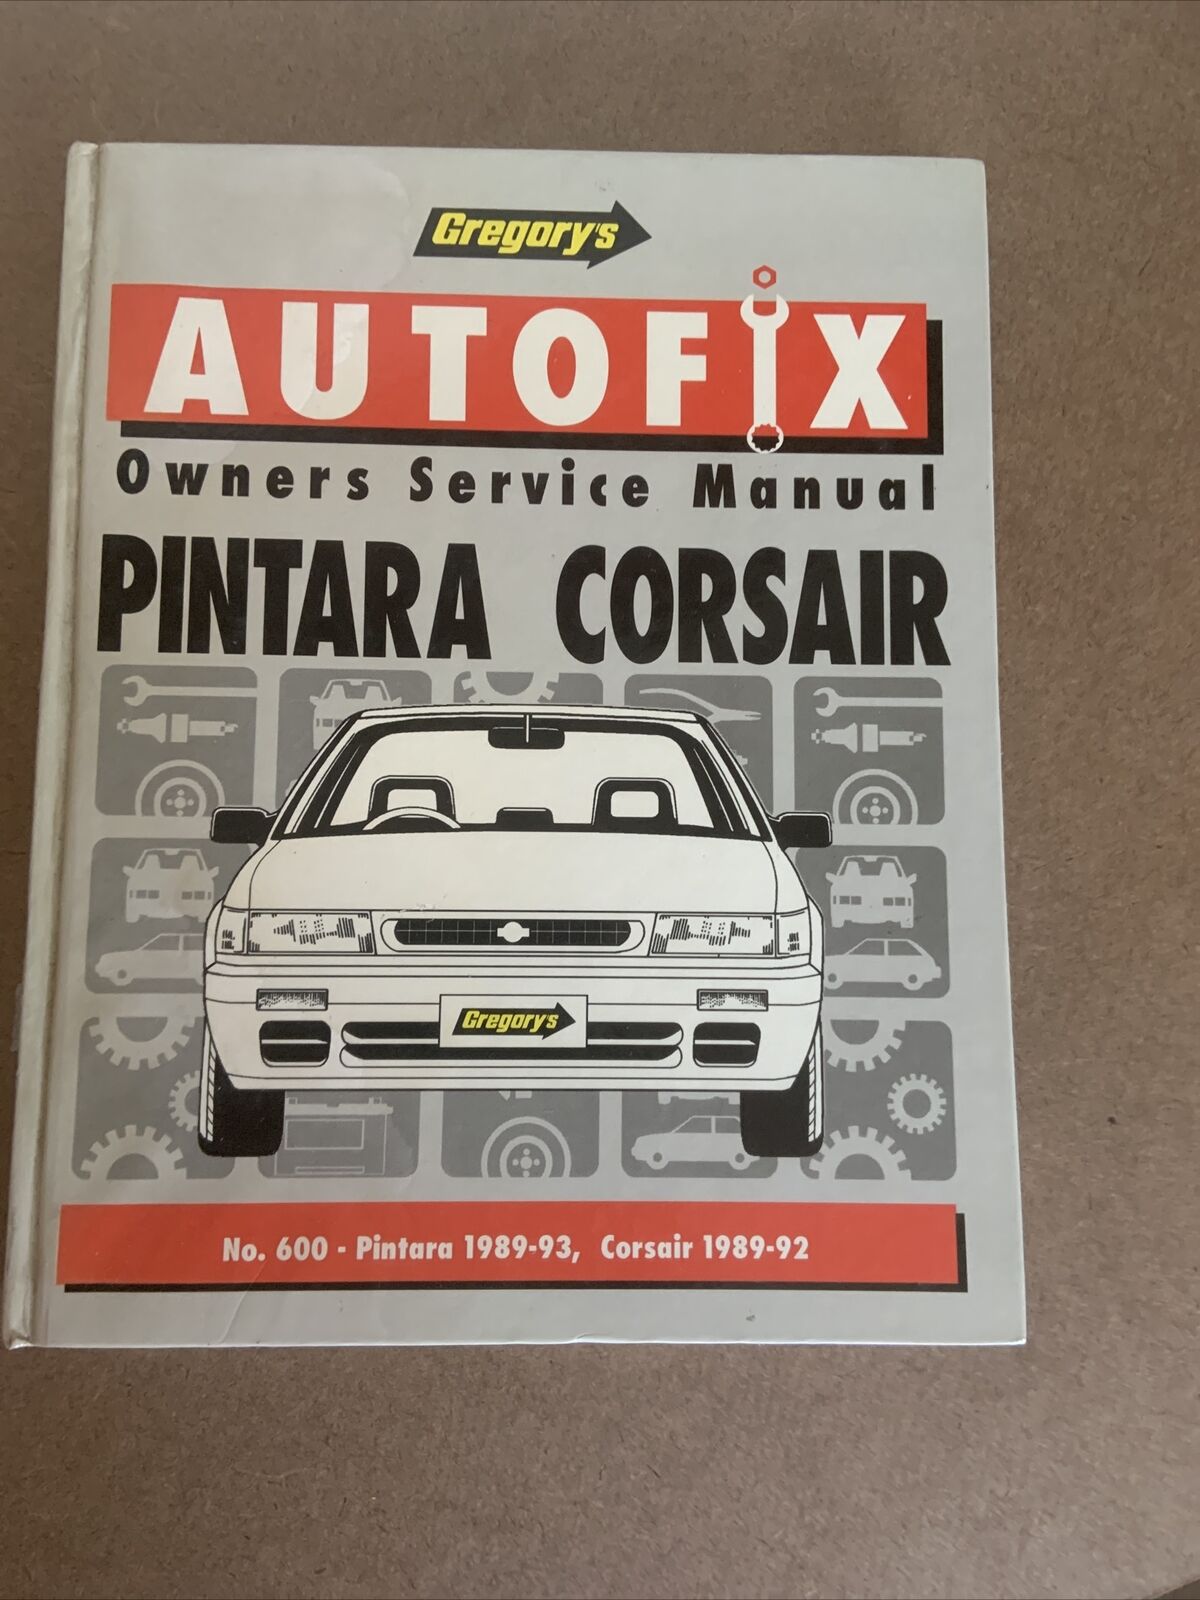 Gregory's
AUTOFIX
Owners Service Manual
PINTARA CORSAIR
Gregory's
No. 600 - Pintara 1989-93, Corsair 1989-92